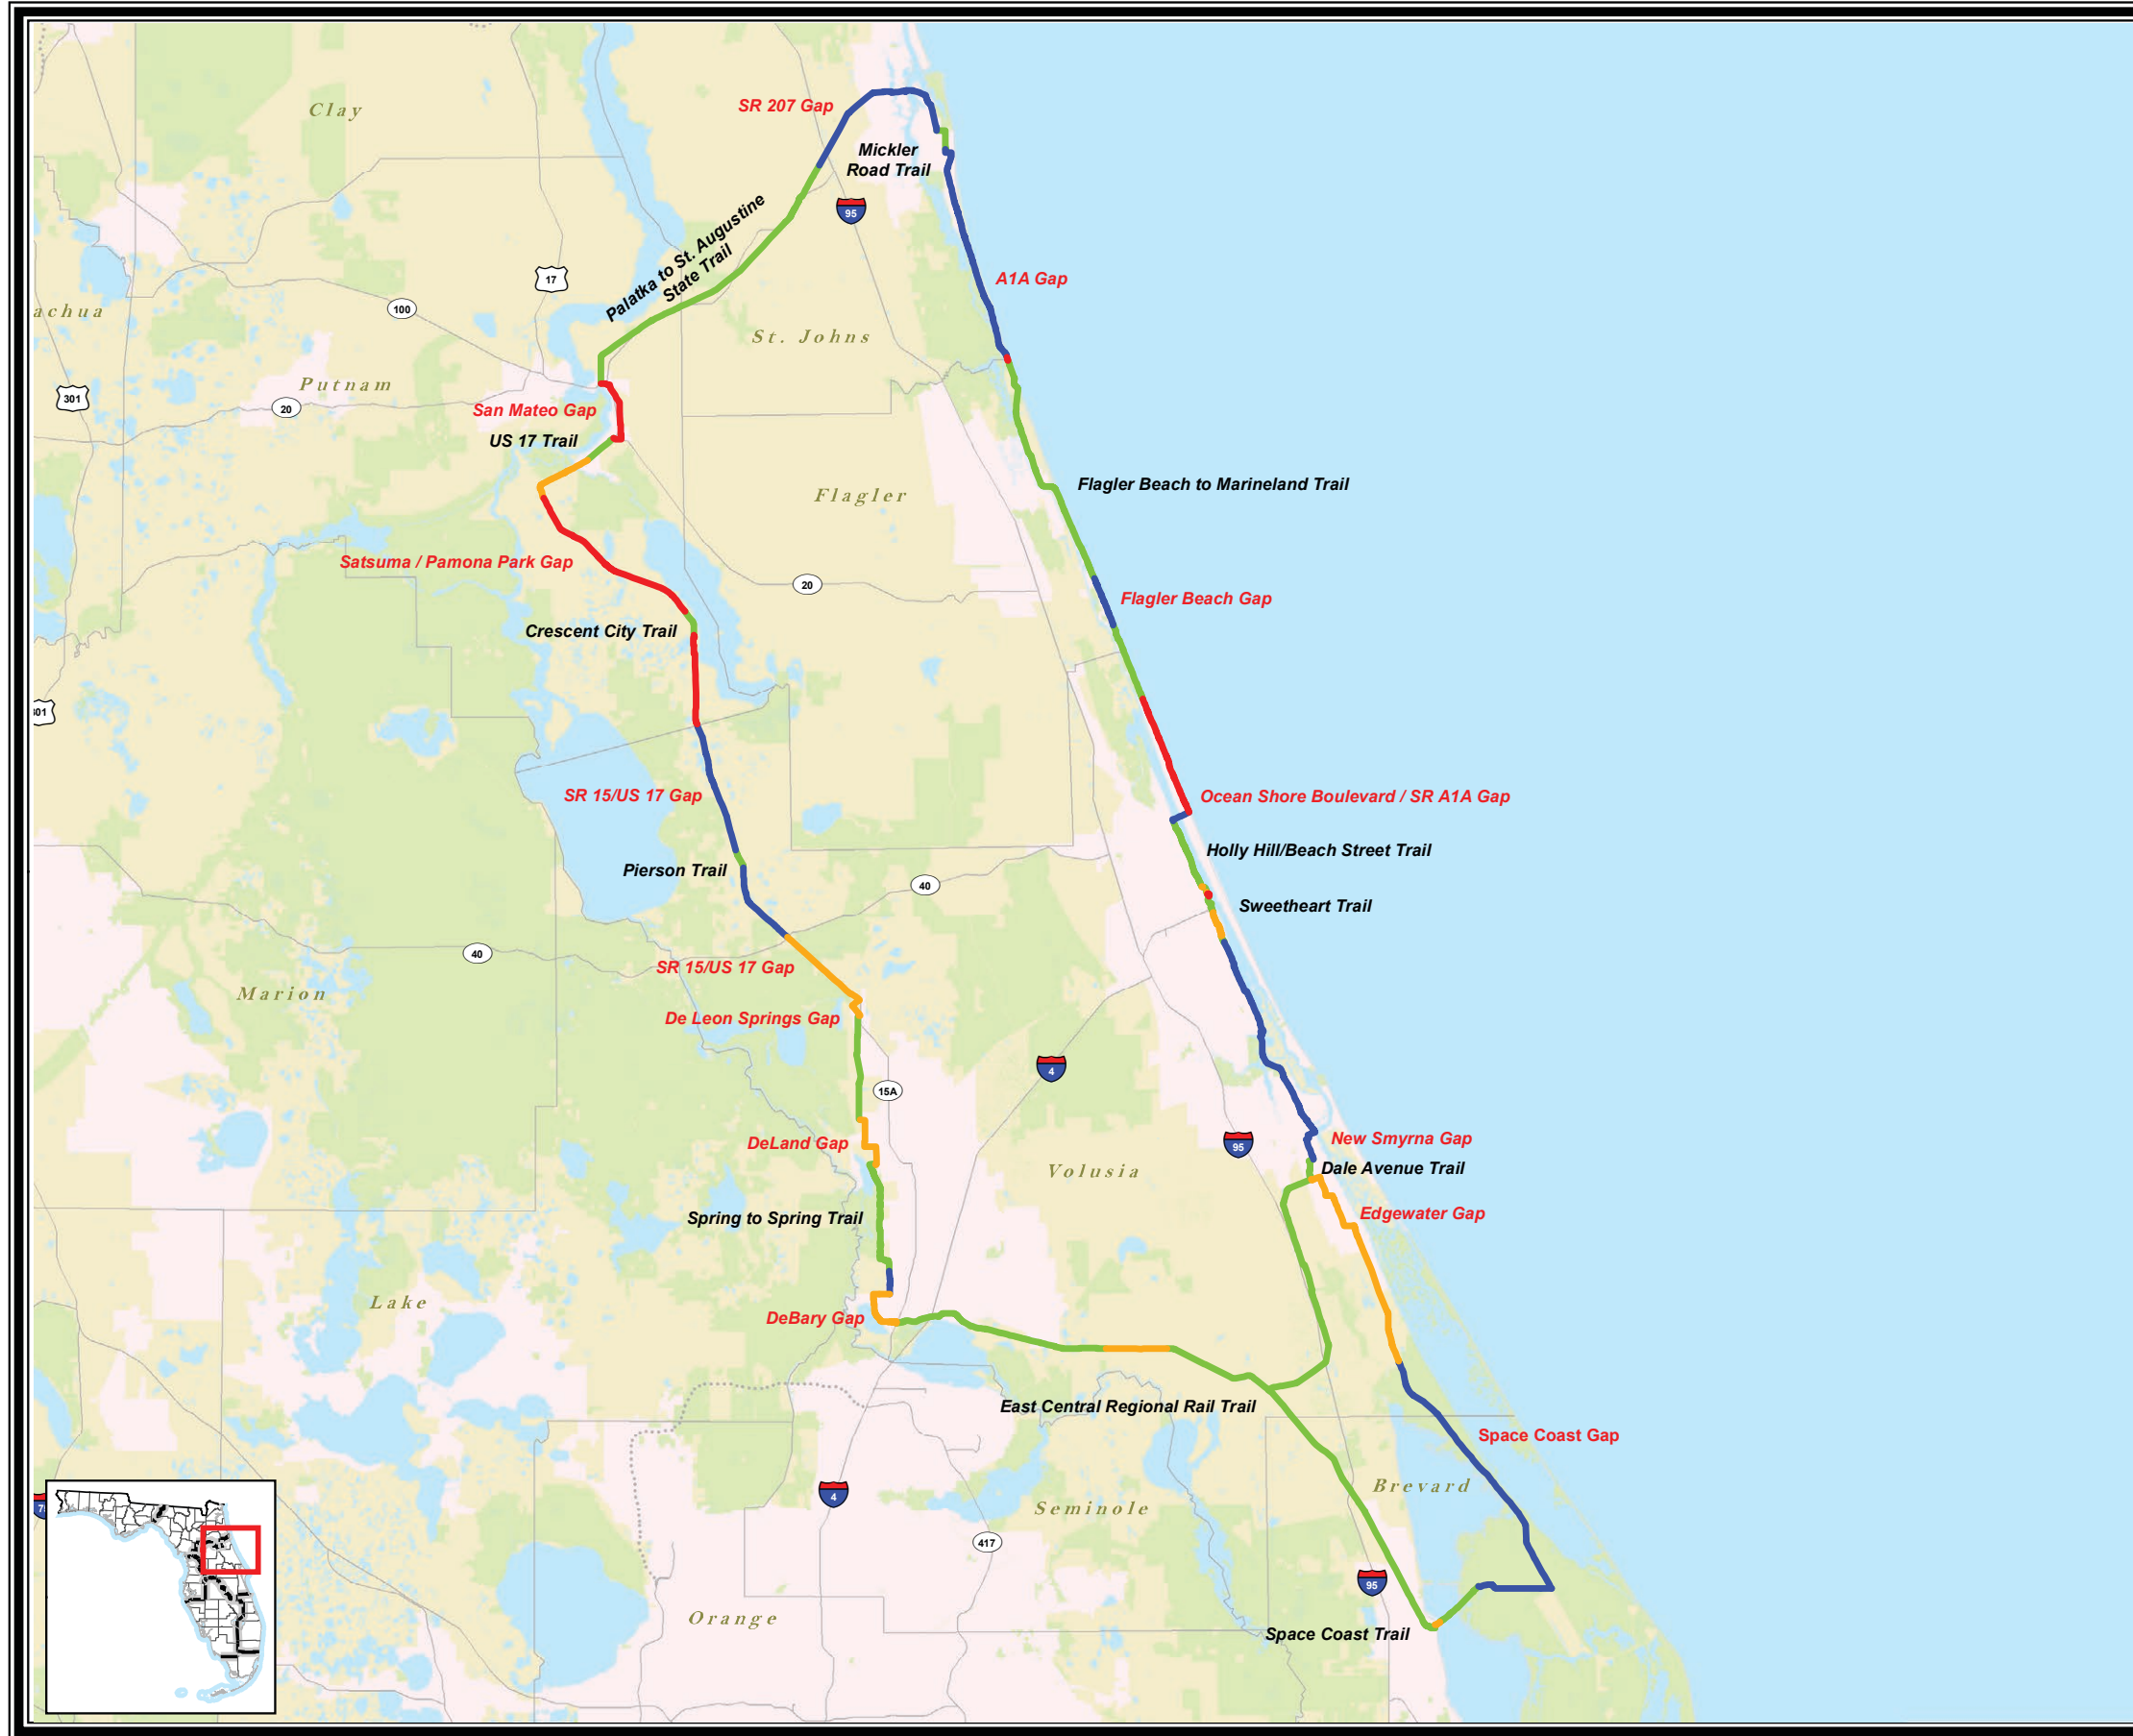 Clay
SR 207 Gap
Mickler
Road Trail
95
Palatka to St. Augustine
State Trail
17
A1A Gap
achua
100
St. Johns
Putnam
301
20
San Mateo Gap
US 17 Trail
Flagler Beach to Marineland Trail
Flagler
Satsuma / Pamona Park Gap
20
Flagler Beach Gap
Crescent City Trail
301
SR 15/US 17 Gap
Ocean Shore Boulevard / SR A1A Gap
Holly Hill/Beach Street Trail
Pierson Trail
40
Sweetheart Trail
40
SR 15/US 17 Gap
Marion
De Leon Springs Gap
4
15A
DeLand Gap
95
New Smyrna Gap
Dale Avenue Trail
Volusia
Spring to Spring Trail
Edgewater Gap
Lake
DeBary Gap
East Central Regional Rail Trail
Space Coast Gap
Brevard
4
Seminole
417
95
Orange
Space Coast Trail